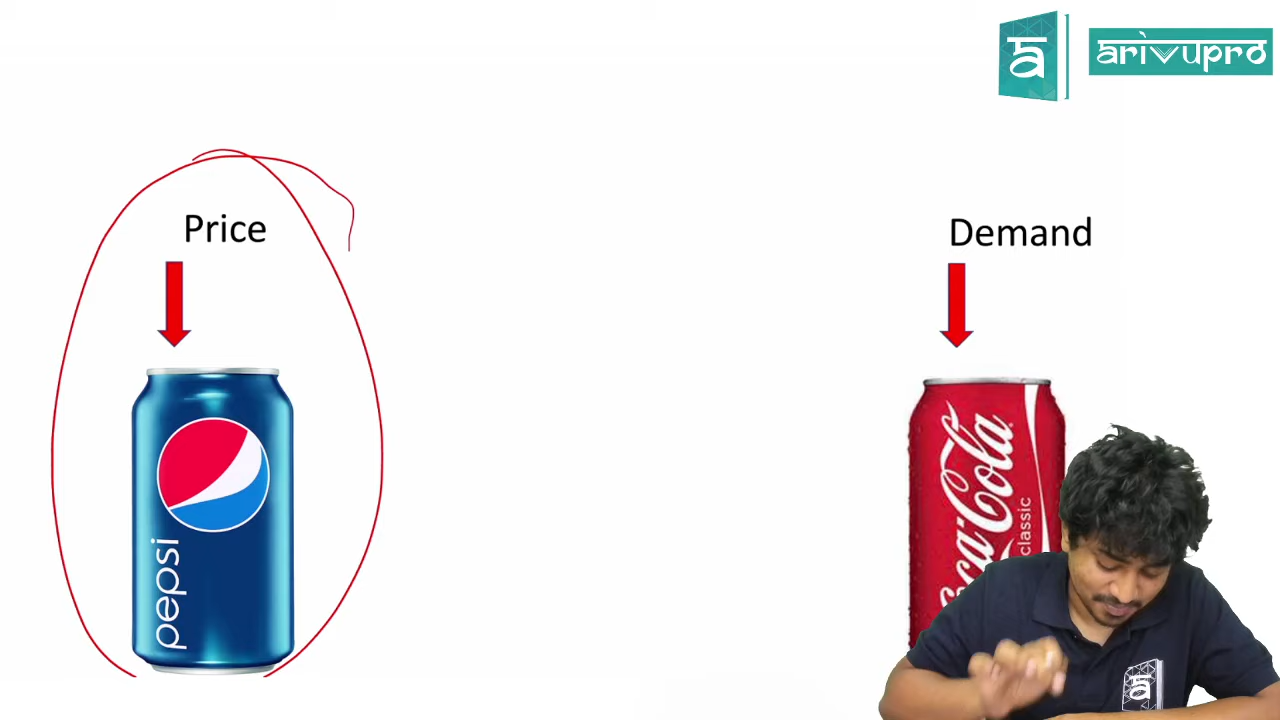 ā arivupro
Price
Demand
pepsi
Coca-Cola
classic